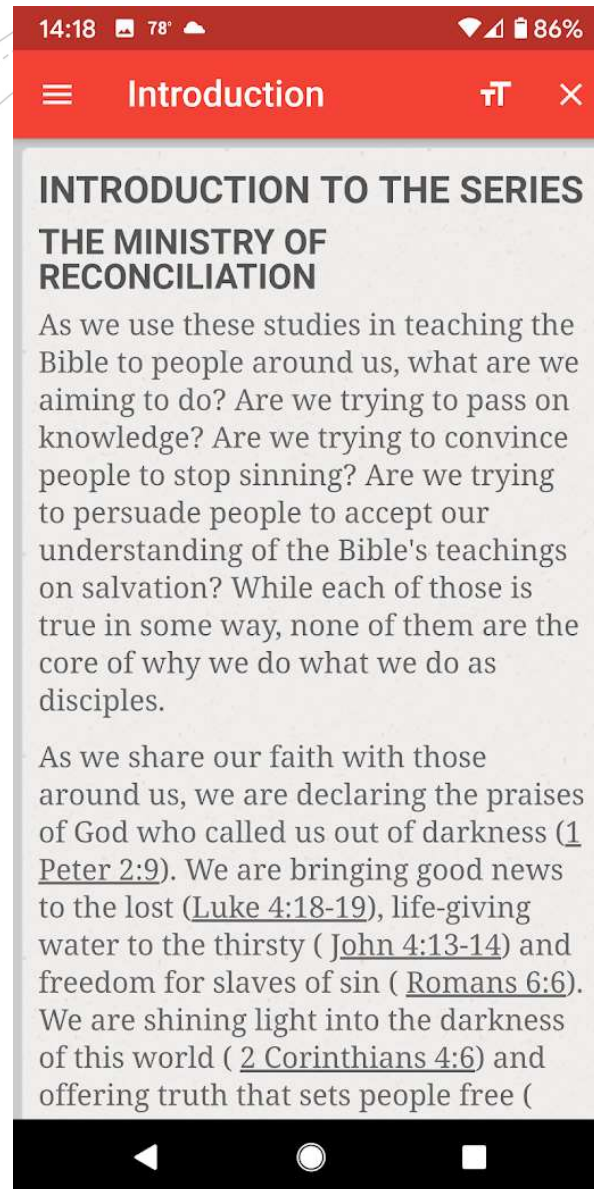 14:18 78° 86%
Introduction
INTRODUCTION TO THE SERIES
THE MINISTRY OF
RECONCILIATION
As we use these studies in teaching the
Bible to people around us, what are we
aiming to do? Are we trying to pass on
knowledge? Are we trying to convince
people to stop sinning? Are we trying
to persuade people to accept our
understanding of the Bible's teachings
on salvation? While each of those is
true in some way, none of them are the
core of why we do what we do as
disciples.
As we share our faith with those
around us, we are declaring the praises
of God who called us out of darkness (1
Peter 2:9). We are bringing good news
to the lost (Luke 4:18-19), life-giving
water to the thirsty ( John 4:13-14) and
freedom for slaves of sin ( Romans 6:6).
We are shining light into the darkness
of this world ( 2 Corinthians 4:6) and
offering truth that sets people free (